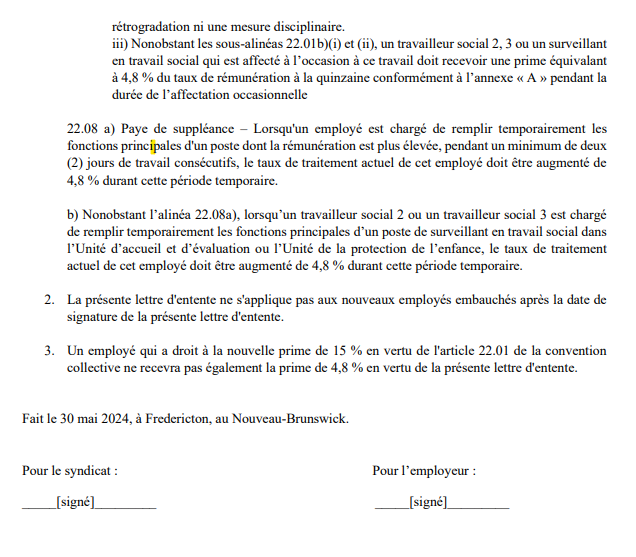 rétrogradation ni une mesure disciplinaire.
iii) Nonobstant les sous-alinéas 22.01b)(i) et (ii), un travailleur social 2, 3 ou un surveillant
en travail social qui est affecté à l'occasion à ce travail doit recevoir une prime équivalant
à 4,8 % du taux de rémunération à la quinzaine conformément à l'annexe « A » pendant la
durée de l'affectation occasionnelle
22.08 a) Paye de suppléance – Lorsqu'un employé est chargé de remplir temporairement les
fonctions principales d'un poste dont la rémunération est plus élevée, pendant un minimum de deux
(2) jours de travail consécutifs, le taux de traitement actuel de cet employé doit être augmenté de
4,8 % durant cette période temporaire.
b) Nonobstant l'alinéa 22.08a), lorsqu'un travailleur social 2 ou un travailleur social 3 est chargé
de remplir temporairement les fonctions principales d'un poste de surveillant en travail social dans
l'Unité d'accueil et d'évaluation ou l'Unité de la protection de l'enfance, le taux de traitement
actuel de cet employé doit être augmenté de 4,8 % durant cette période temporaire.
2. La présente lettre d'entente ne s'applique pas aux nouveaux employés embauchés après la date de
signature de la présente lettre d'entente.
3. Un employé qui a droit à la nouvelle prime de 15 % en vertu de l'article 22.01 de la convention
collective ne recevra pas également la prime de 4,8 % en vertu de la présente lettre d'entente.
Fait le 30 mai 2024, à Fredericton, au Nouveau-Brunswick.
Pour le syndicat : Pour l'employeur :
_____[signé]_________ _____[signé]_________